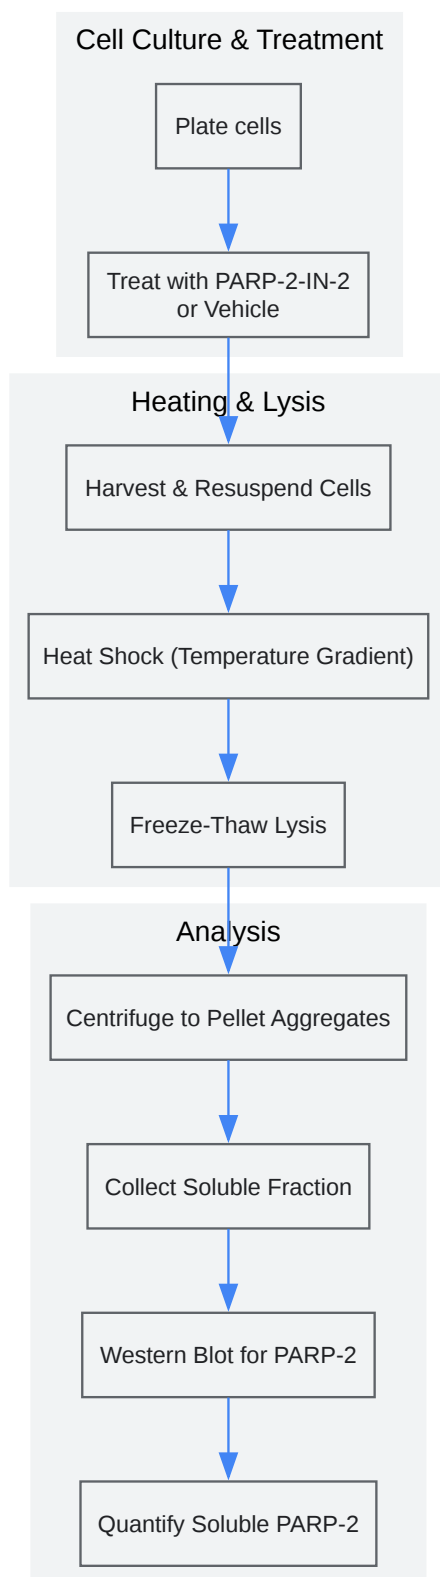 Cell Culture & Treatment
Plate cells
Treat with PARP-2-IN-2
or Vehicle
Heating & Lysis
Harvest & Resuspend Cells
Heat Shock (Temperature Gradient)
Freeze-Thaw Lysis
Analysis
Centrifuge to Pellet Aggregates
Collect Soluble Fraction
Western Blot for PARP-2
Quantify Soluble PARP-2